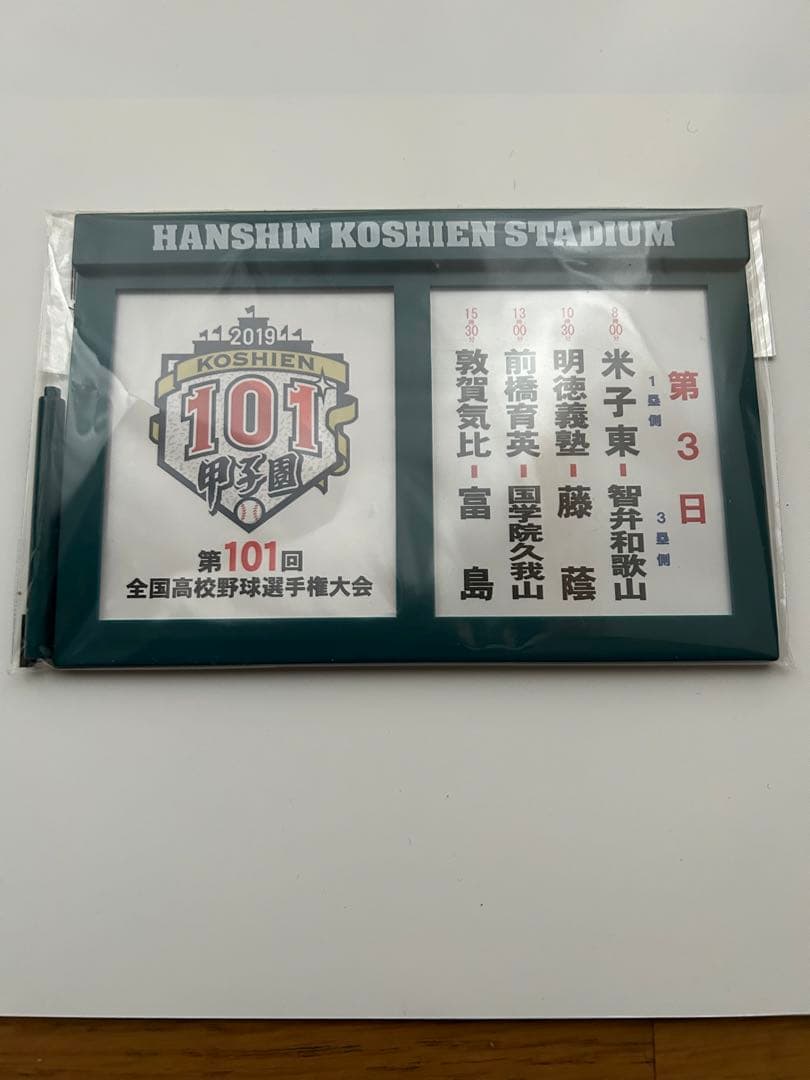 HANSHIN KOSHIEN STADIUM
2019
KOSHIEN
101
甲子園
第101回
全国高校野球選手権大会
第3日
1塁側 3塁側
8時00分 米子東-智弁和歌山
10時30分 明徳義塾-藤蔭
13時00分 前橋育英-国学院久我山
15時30分 敦賀気比-富島